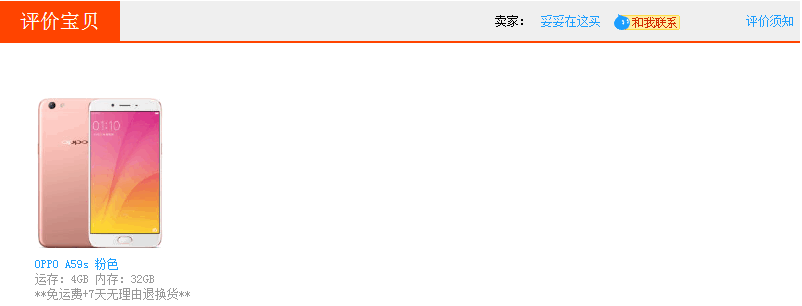 评价宝贝
卖家： 妥妥在这买 和我联系 评价须知
01:10
oppo
OPPO A59s 粉色
运存：4GB 内存：32GB
**免运费+7天无理由退换货**